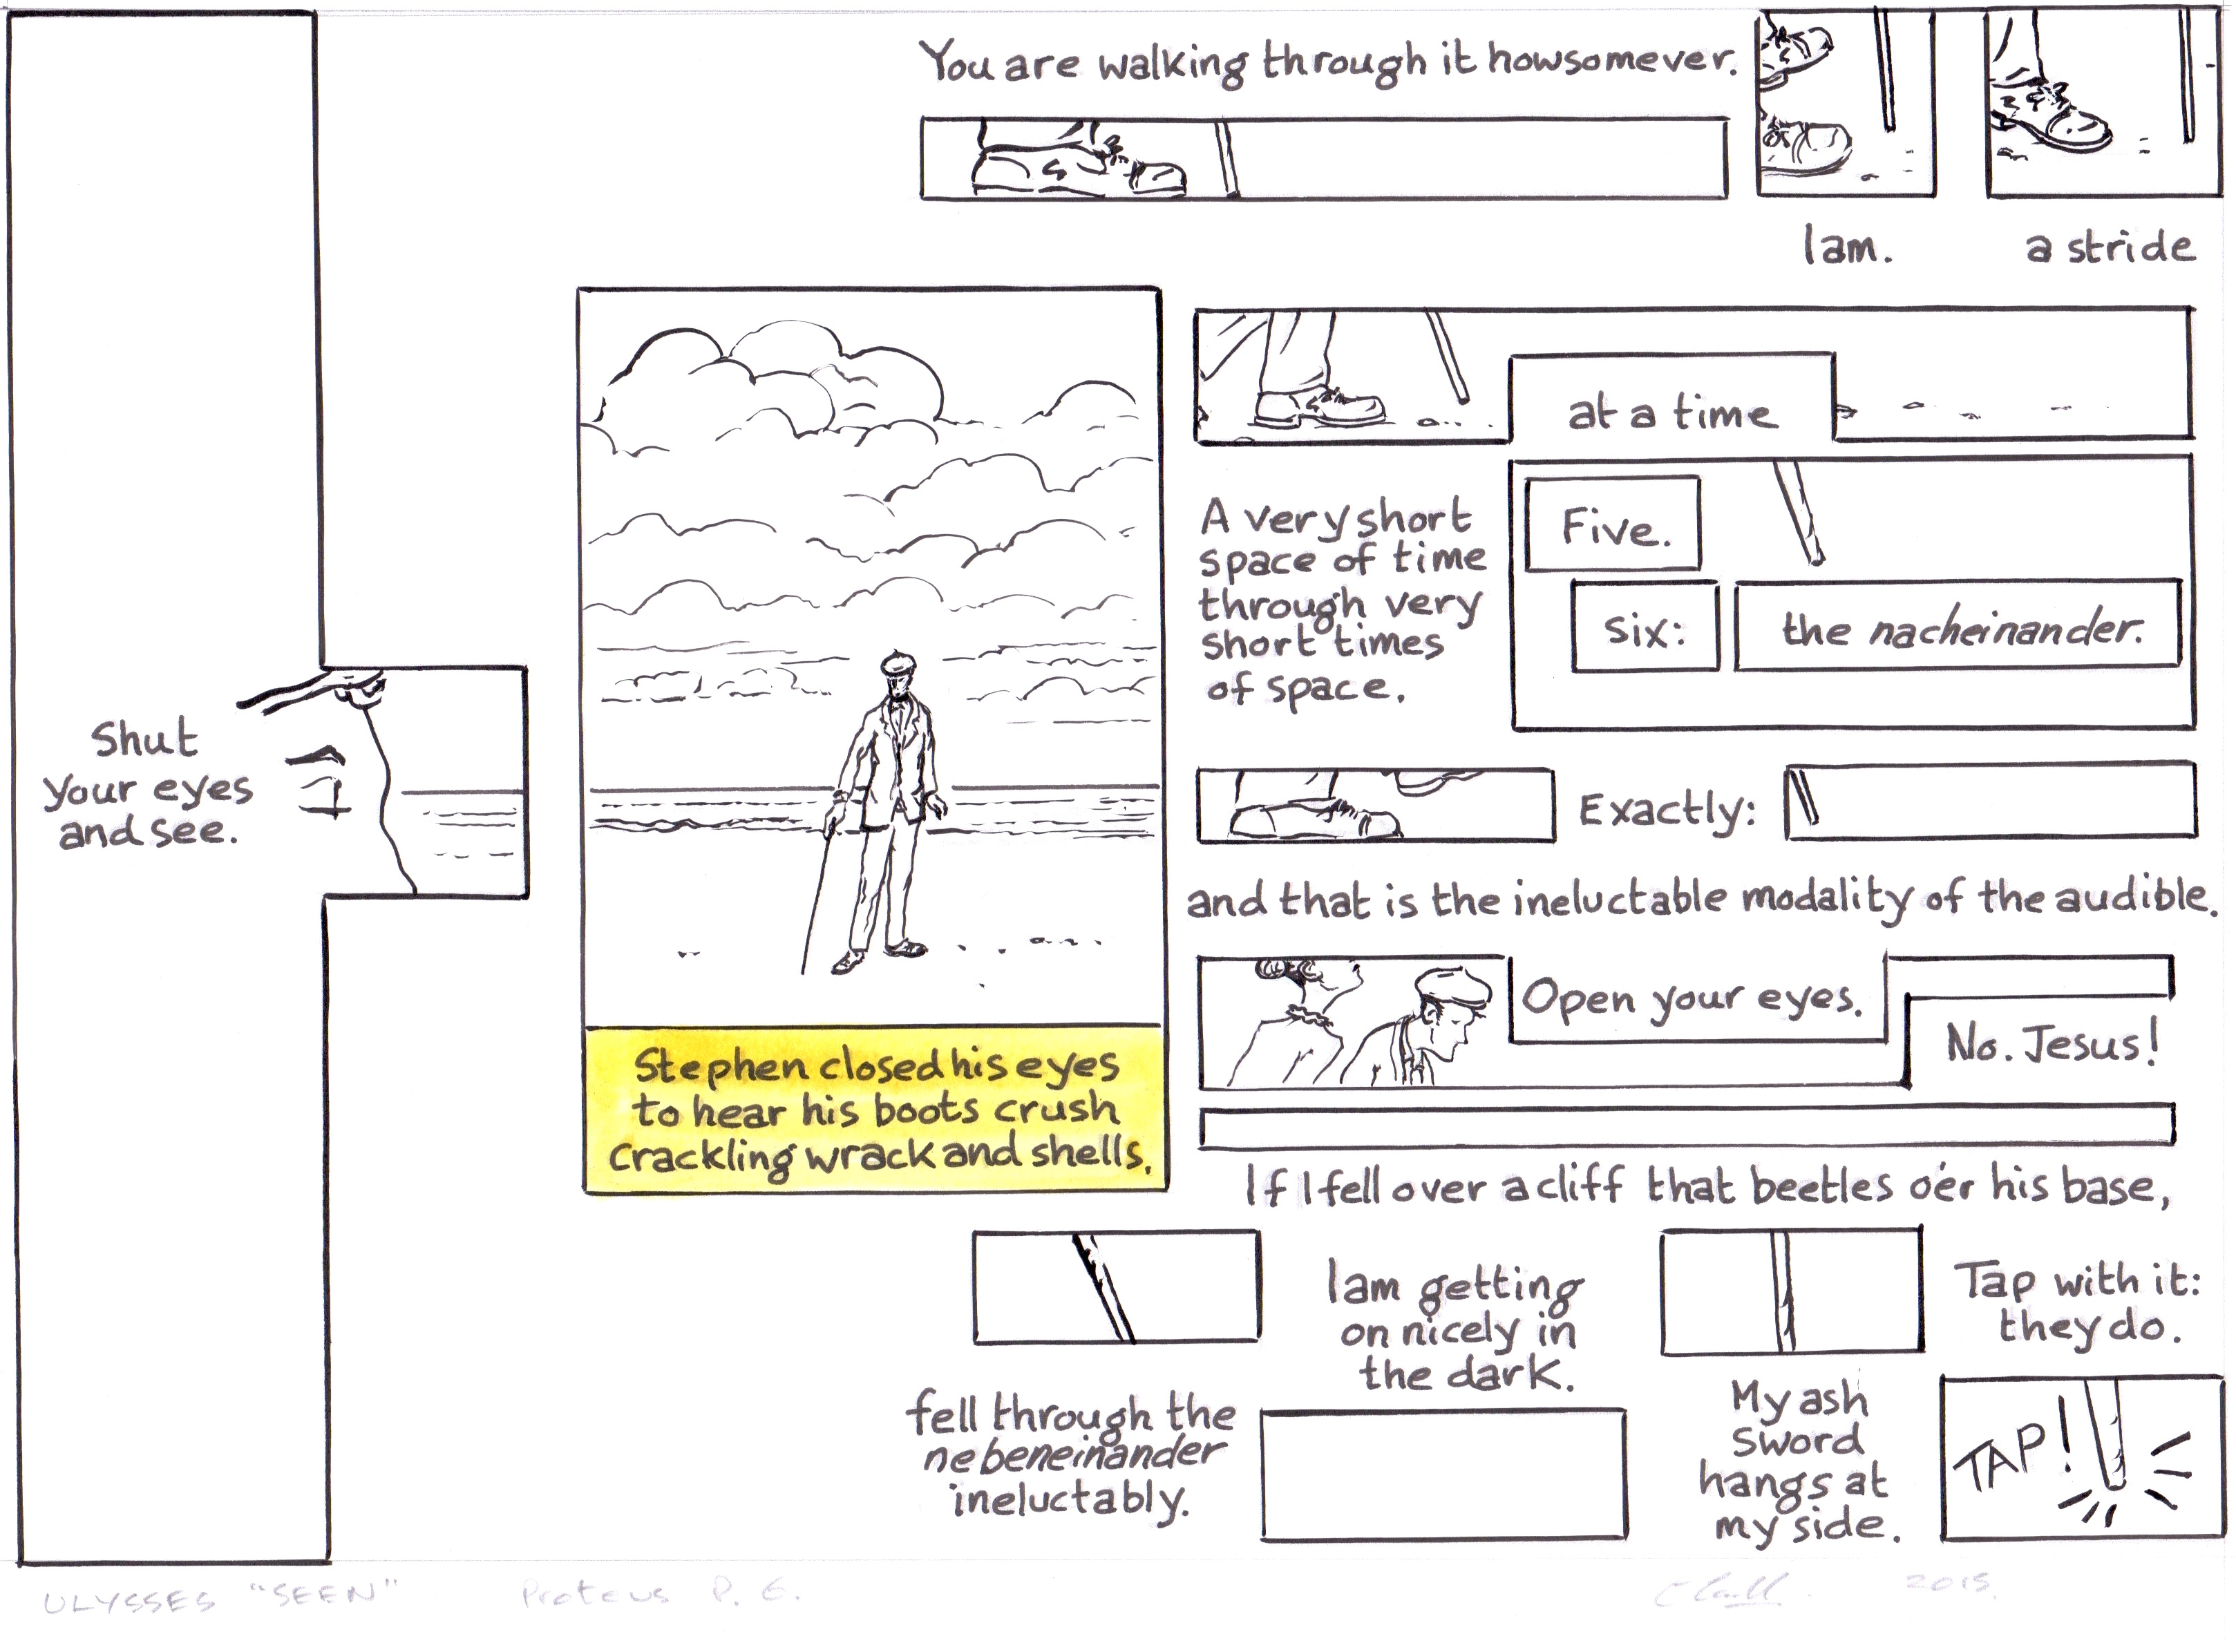 Shut
your eyes
and see.
Stephen closed his eyes
to hear his boots crush
crackling wrack and shells.
You are walking through it howsomever.
I am.
a stride
at a time
A very short
space of time
through very
short times
of space.
Five.
six:
the nacheinander.
Exactly:
and that is the ineluctable modality of the audible.
Open your eyes.
No. Jesus!
If I fell over a cliff that beetles o'er his base,
fell through the
nebeneinander
ineluctably.
I am getting
on nicely in
the dark.
My ash
sword
hangs at
my side.
Tap with it:
they do.
TAP!
ULYSSES "SEEN" Proteus P. 6. 2015.